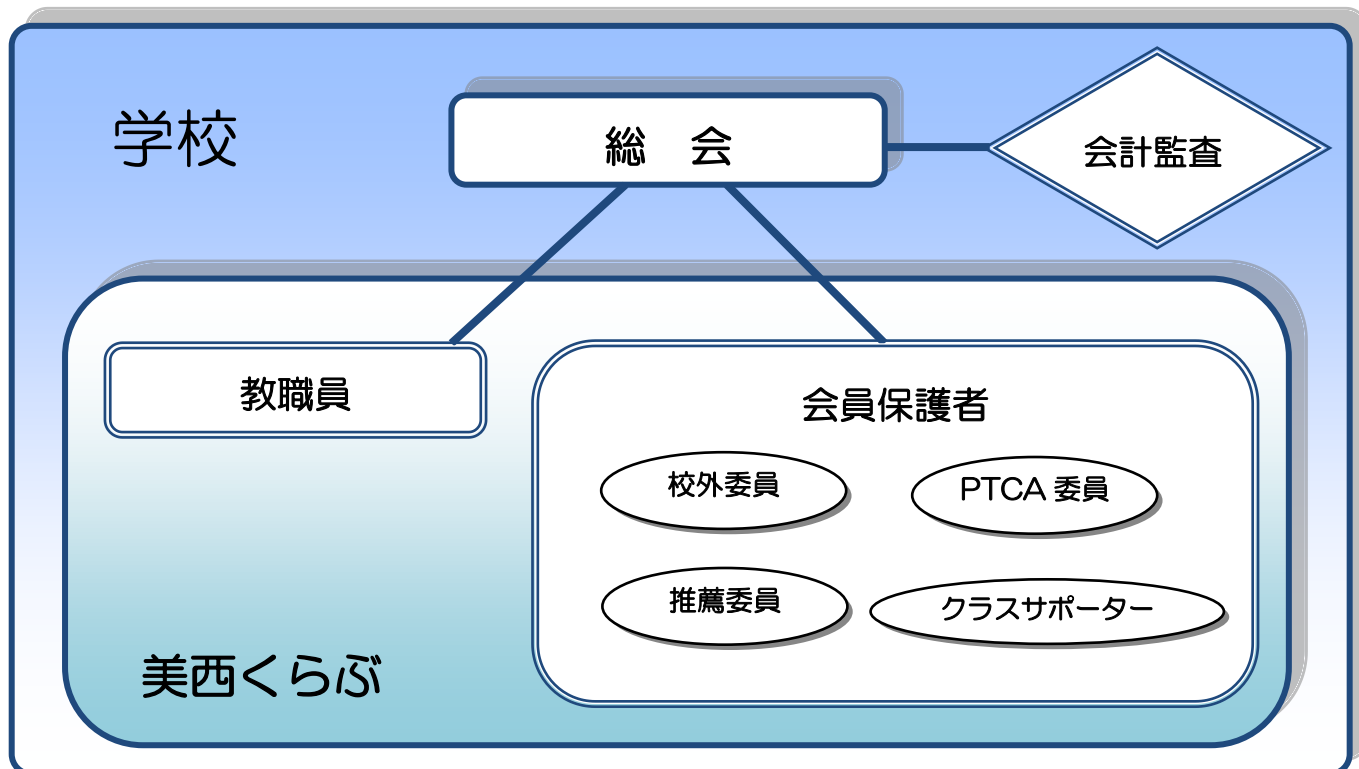 学校
総　会
会計監査
教職員
会員保護者
校外委員
PTCA 委員
推薦委員
クラスサポーター
美西くらぶ